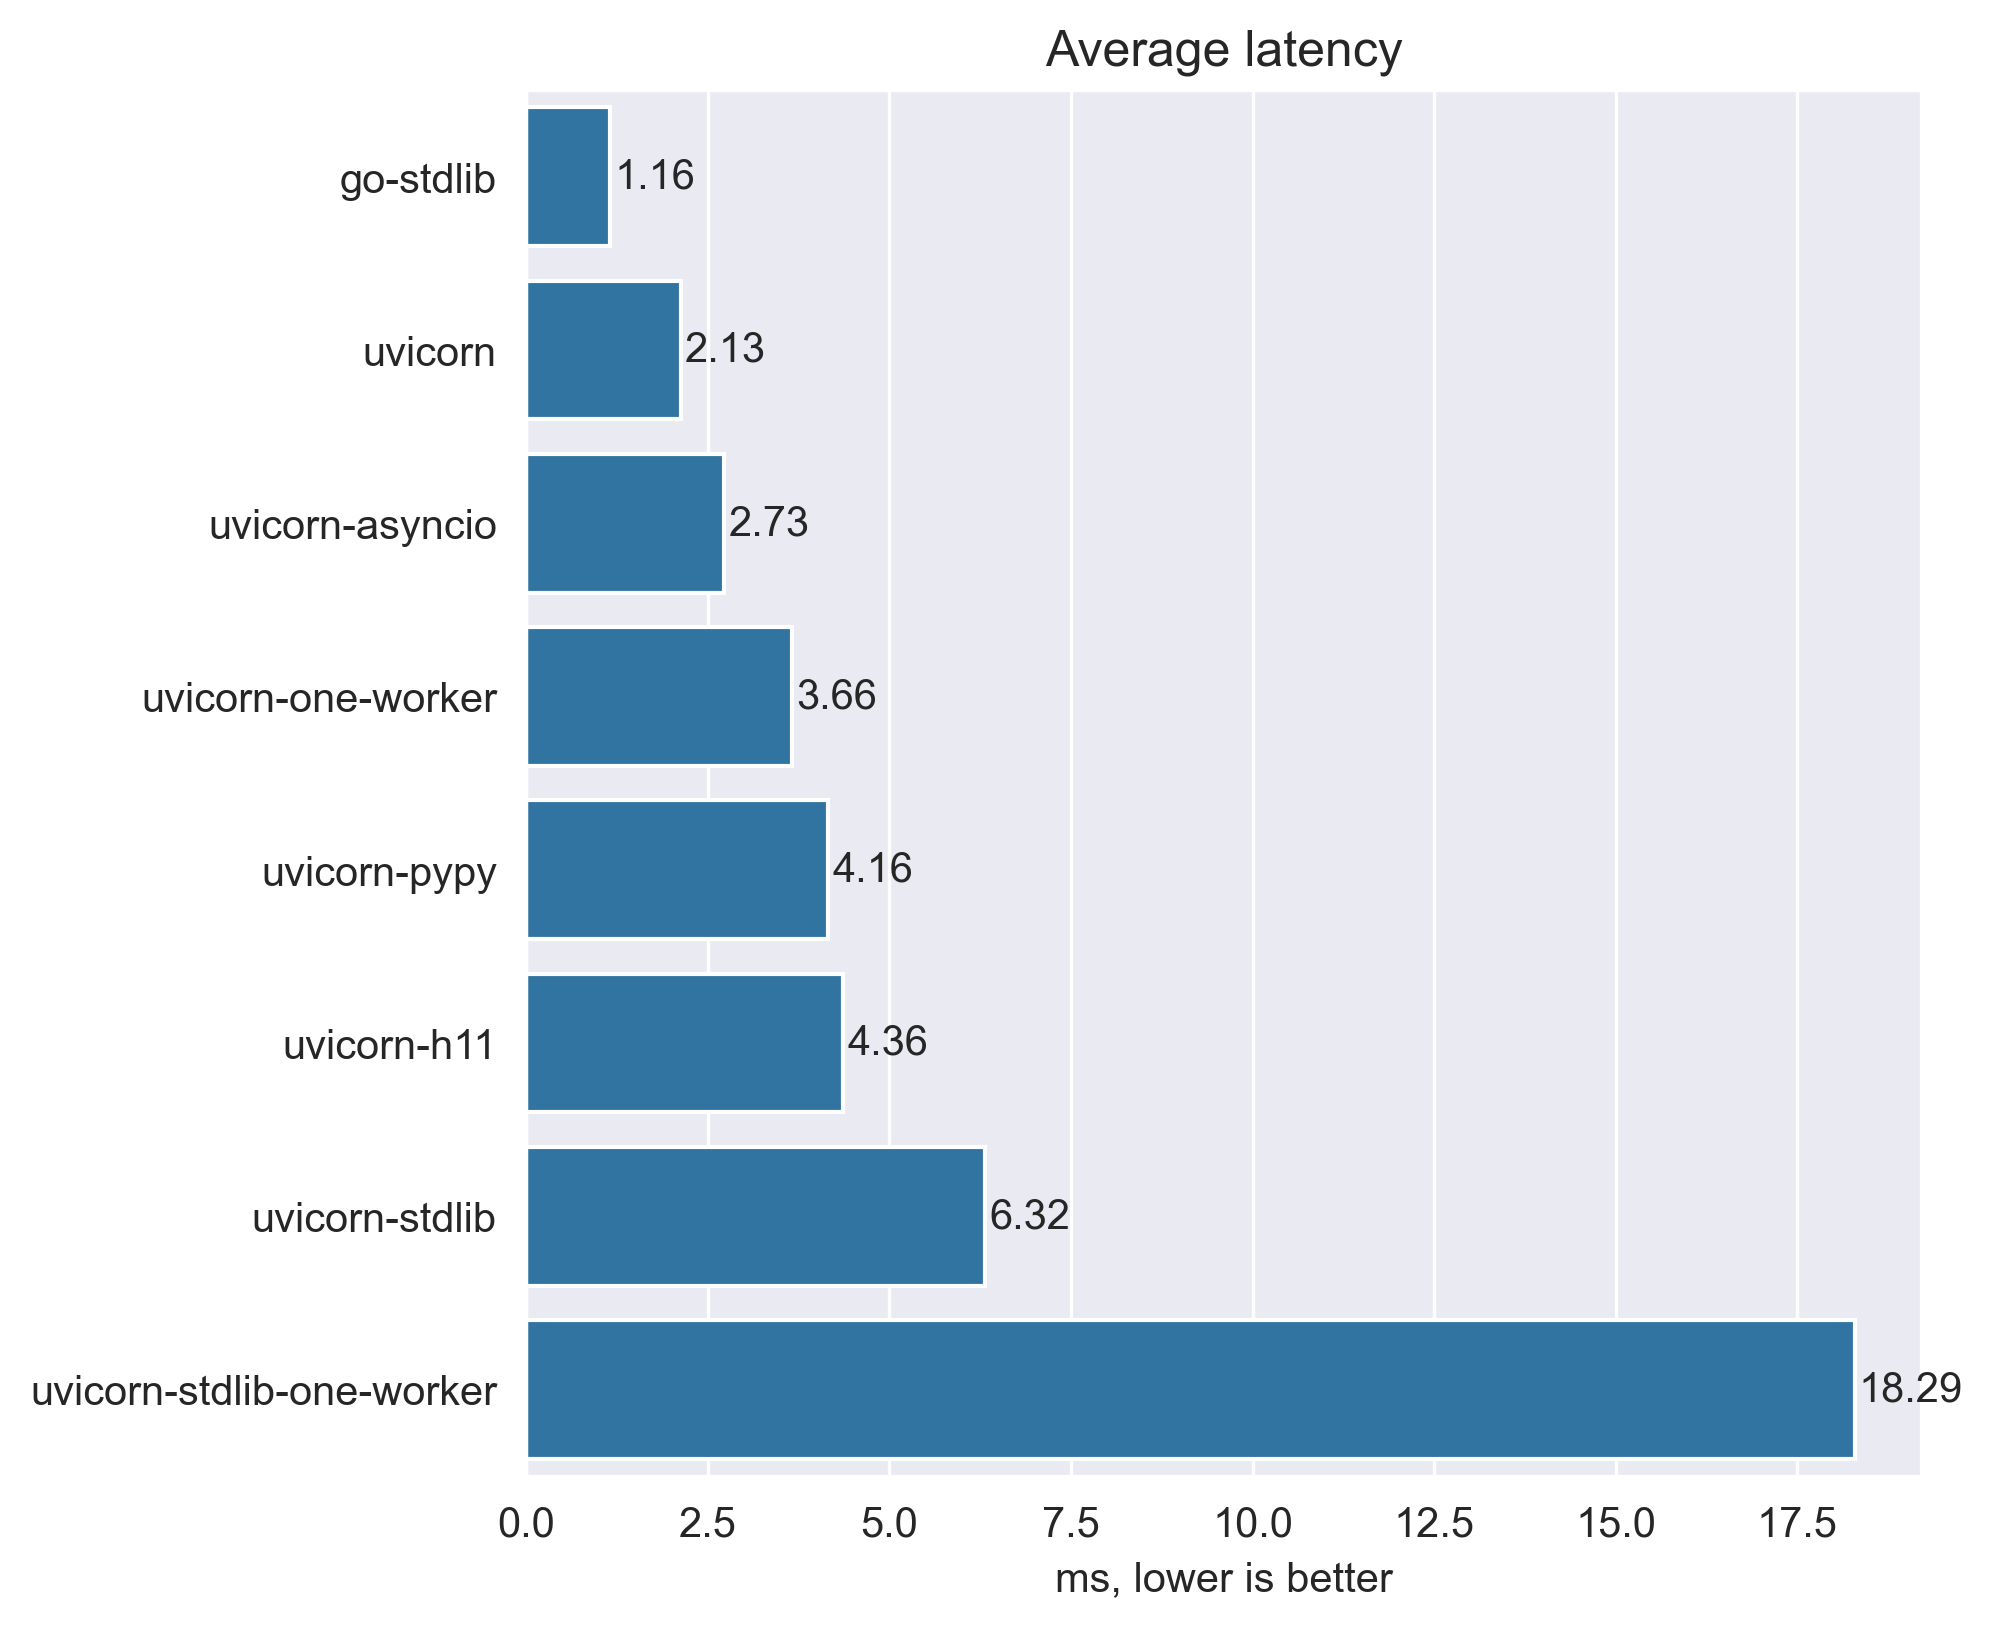 Average latency
go-stdlib
1.16
uvicorn
2.13
uvicorn-asyncio
2.73
uvicorn-one-worker
3.66
uvicorn-pypy
4.16
uvicorn-h11
4.36
uvicorn-stdlib
6.32
uvicorn-stdlib-one-worker
18.29
0.0 2.5 5.0 7.5 10.0 12.5 15.0 17.5
ms, lower is better